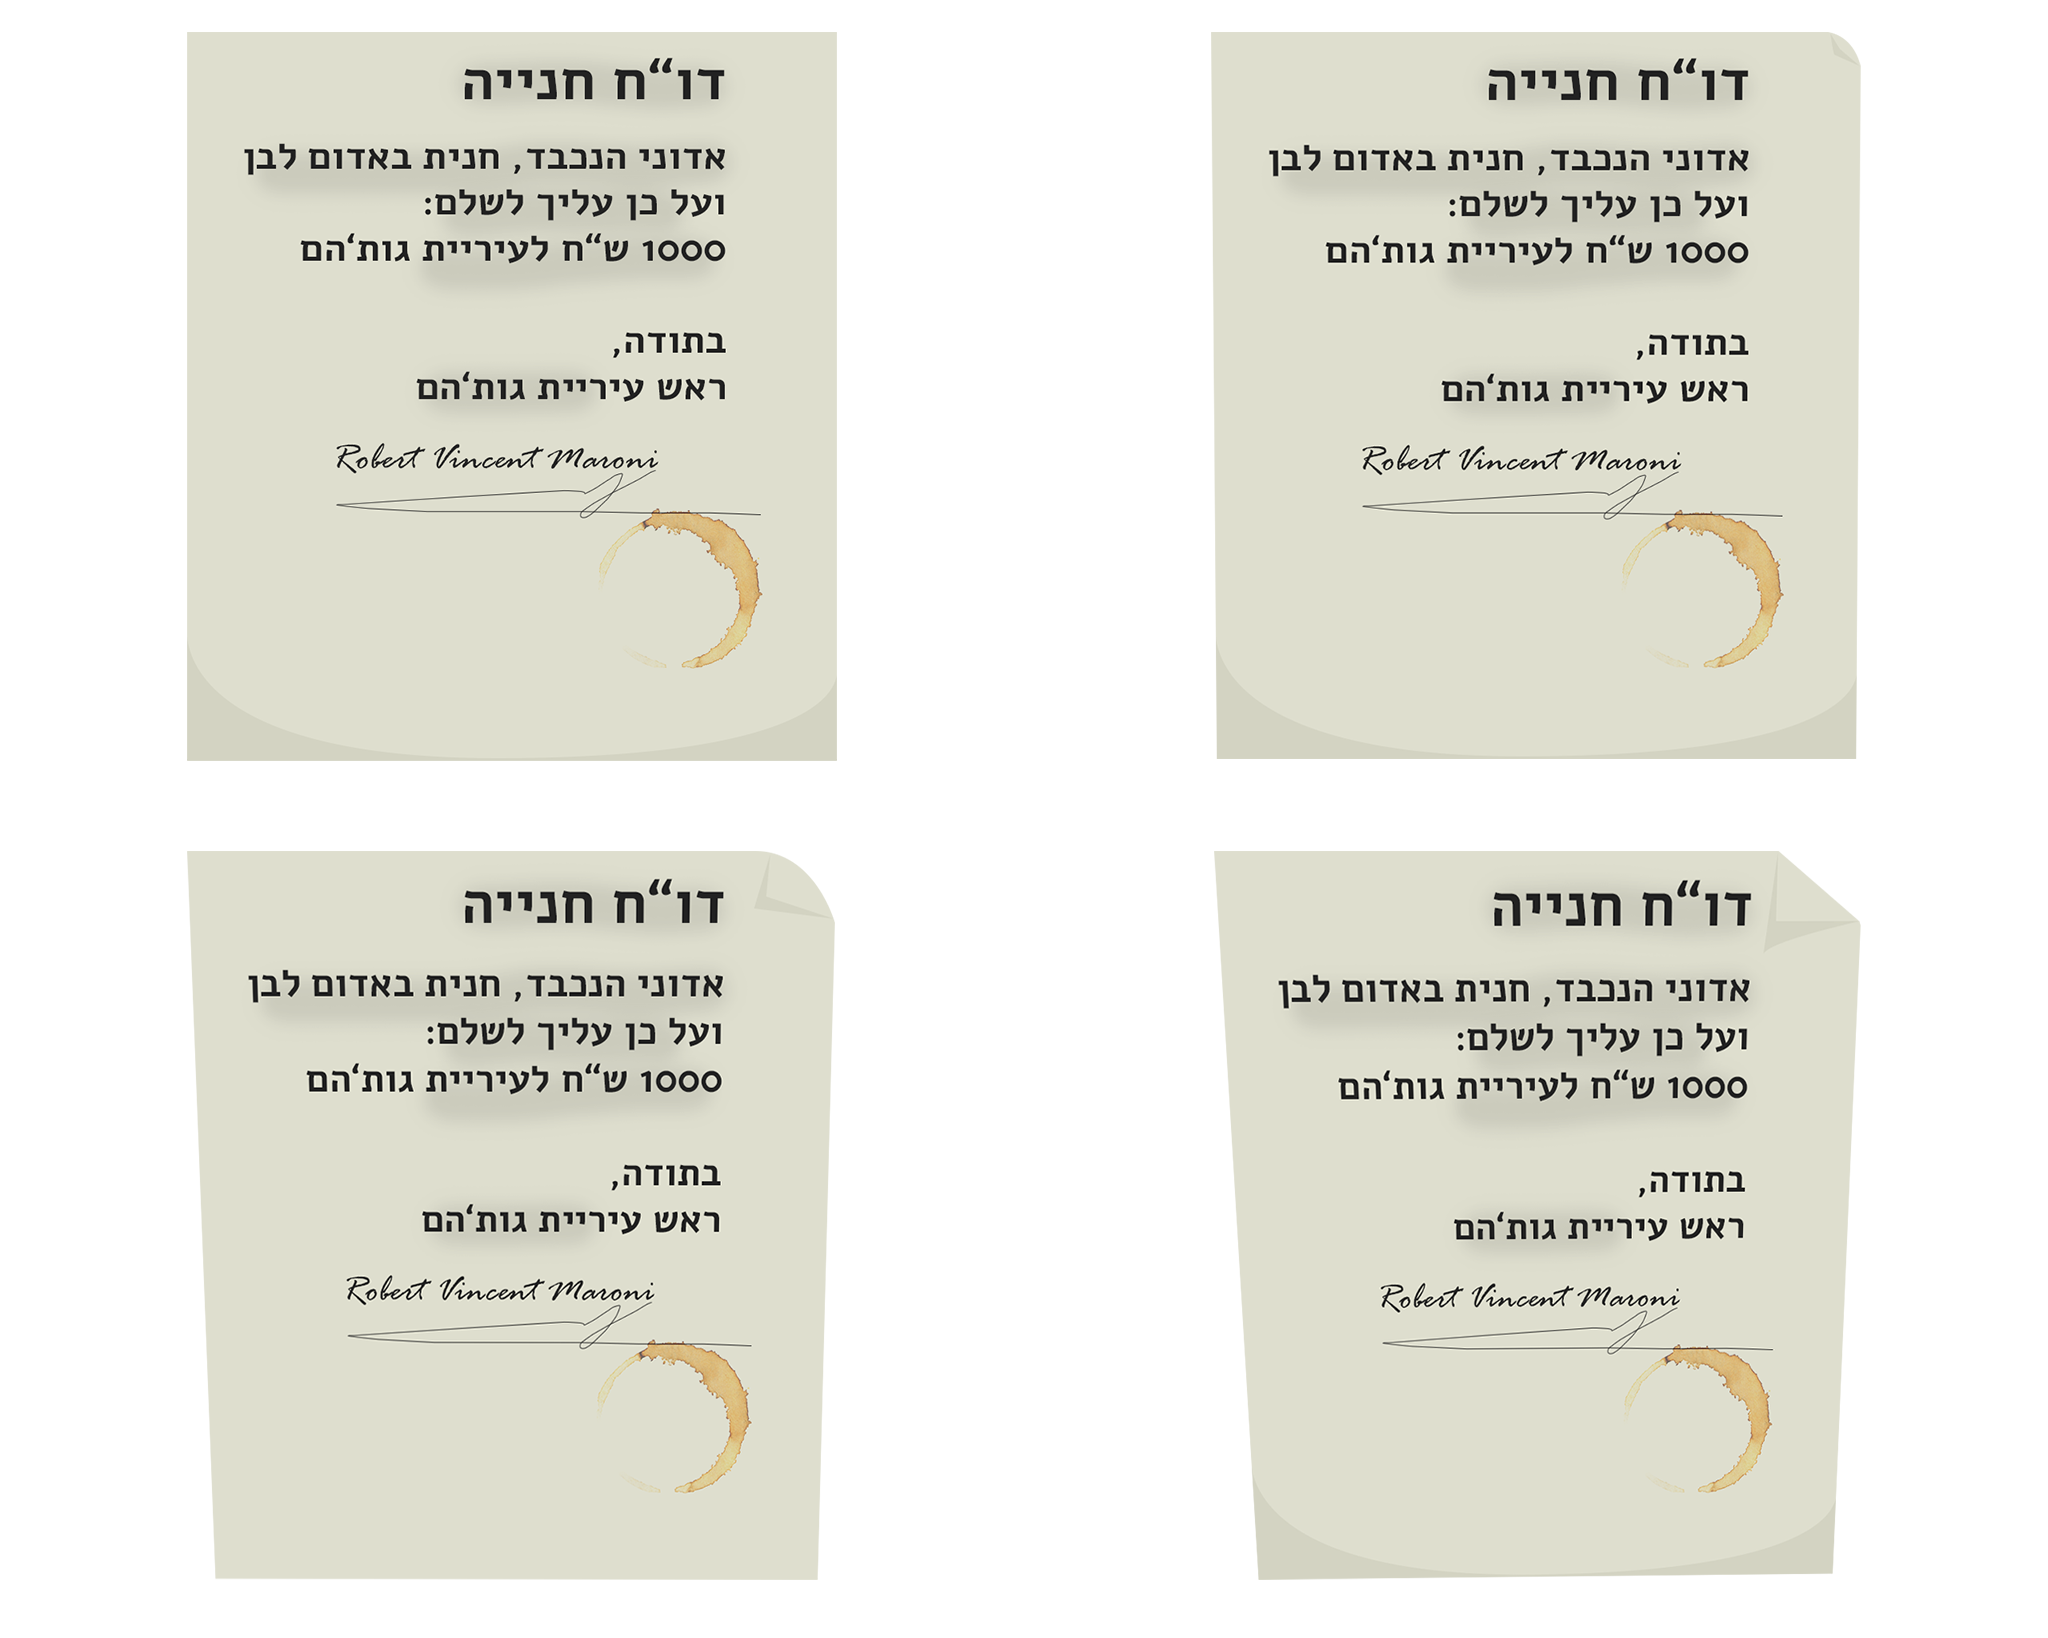 דו“ח חנייה
אדוני הנכבד, חנית באדום לבן
ועל כן עליך לשלם:
1000 ש“ח לעיריית גות‘הם
בתודה,
ראש עיריית גות‘הם
Robert Vincent Maroni
דו“ח חנייה
אדוני הנכבד, חנית באדום לבן
ועל כן עליך לשלם:
1000 ש“ח לעיריית גות‘הם
בתודה,
ראש עיריית גות‘הם
Robert Vincent Maroni
דו“ח חנייה
אדוני הנכבד, חנית באדום לבן
ועל כן עליך לשלם:
1000 ש“ח לעיריית גות‘הם
בתודה,
ראש עיריית גות‘הם
Robert Vincent Maroni
דו“ח חנייה
אדוני הנכבד, חנית באדום לבן
ועל כן עליך לשלם:
1000 ש“ח לעיריית גות‘הם
בתודה,
ראש עיריית גות‘הם
Robert Vincent Maroni